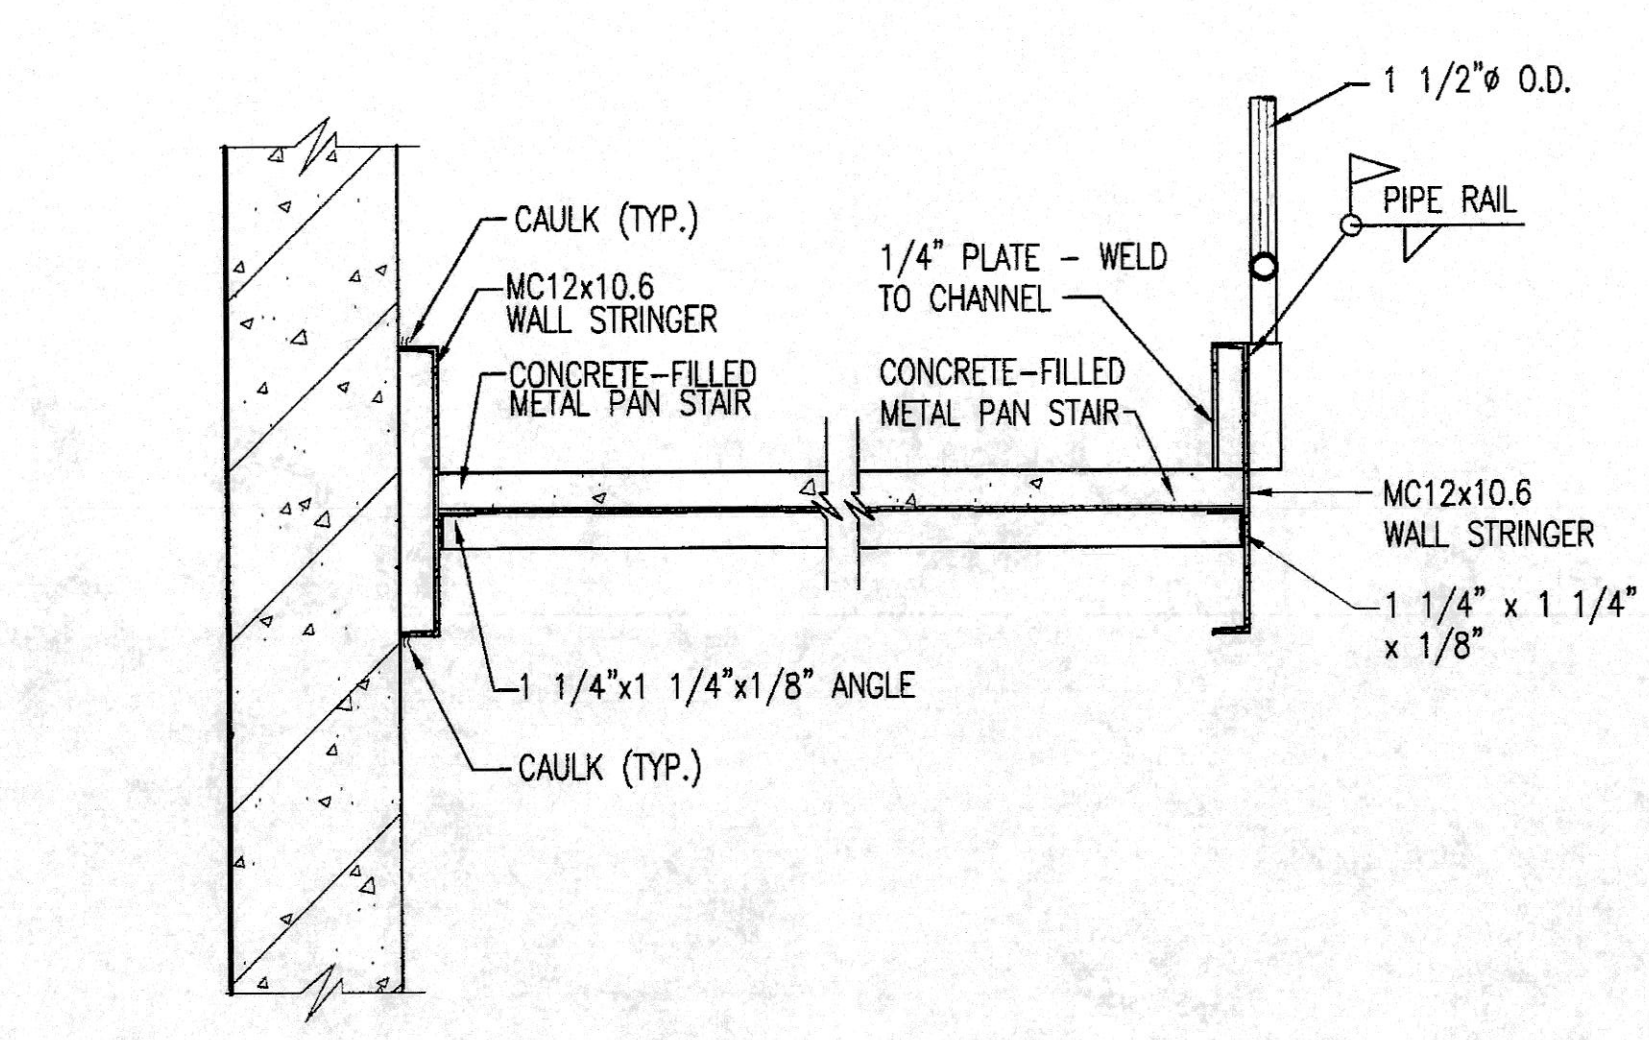 1 1/2"ø O.D.
PIPE RAIL
CAULK (TYP.)
MC12x10.6
WALL STRINGER
CONCRETE-FILLED
METAL PAN STAIR
1/4" PLATE - WELD
TO CHANNEL
CONCRETE-FILLED
METAL PAN STAIR
MC12x10.6
WALL STRINGER
1 1/4" x 1 1/4"
x 1/8"
1 1/4"x1 1/4"x1/8" ANGLE
CAULK (TYP.)